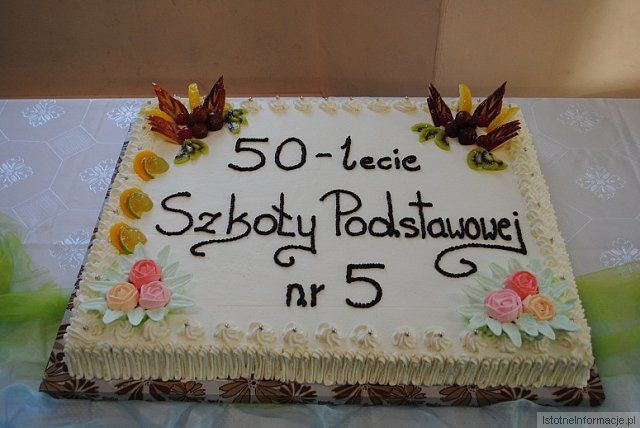 50-lecie
Szkoły Podstawowej
nr 5
IstotneInformacje.pl